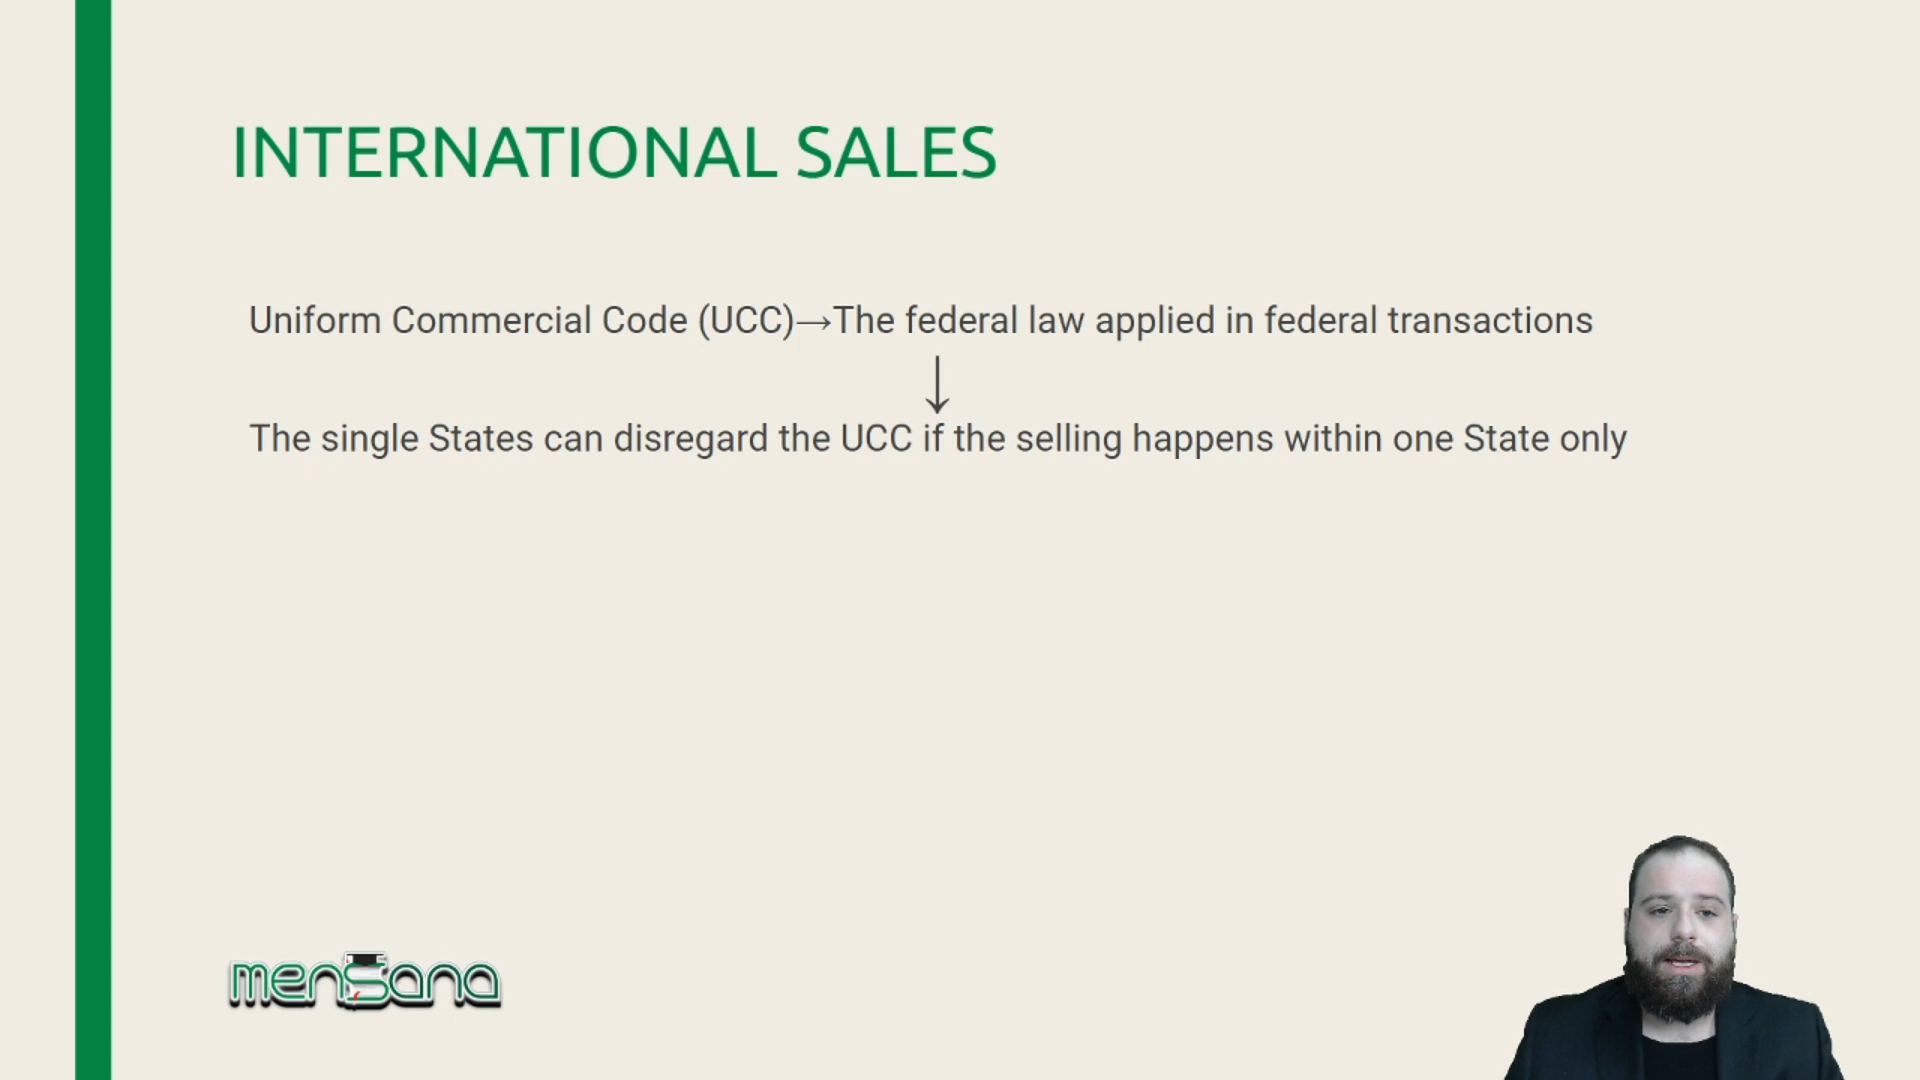 INTERNATIONAL SALES
Uniform Commercial Code (UCC)→The federal law applied in federal transactions
↓
The single States can disregard the UCC if the selling happens within one State only
menSana